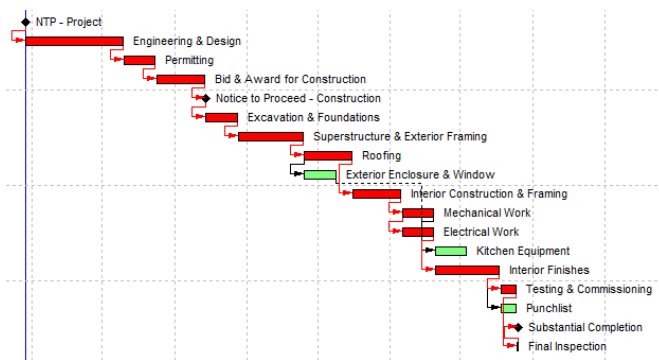 NTP - Project
Engineering & Design
Permitting
Bid & Award for Construction
Notice to Proceed - Construction
Excavation & Foundations
Superstructure & Exterior Framing
Roofing
Exterior Enclosure & Window
Interior Construction & Framing
Mechanical Work
Electrical Work
Kitchen Equipment
Interior Finishes
Testing & Commissioning
Punchlist
Substantial Completion
Final Inspection